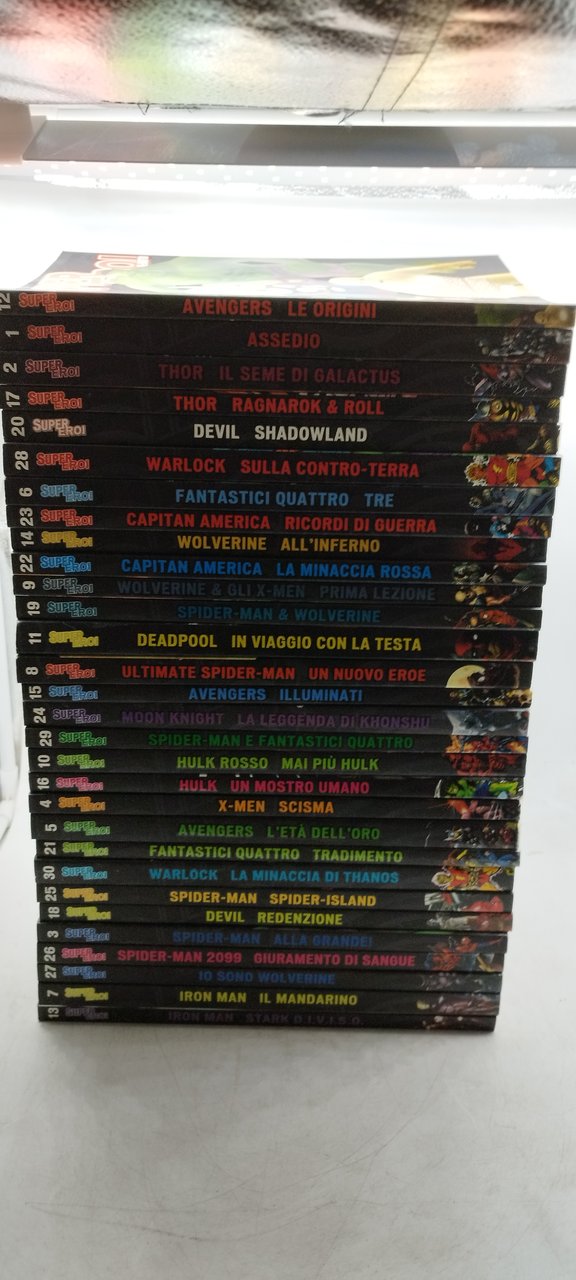 12 SUPER EROI AVENGERS LE ORIGINI
1 SUPER EROI ASSEDIO
2 SUPER EROI THOR IL SEME DI GALACTUS
17 SUPER EROI THOR RAGNAROK & ROLL
20 SUPER EROI DEVIL SHADOWLAND
28 SUPER EROI WARLOCK SULLA CONTRO-TERRA
6 SUPER EROI FANTASTICI QUATTRO TRE
23 SUPER EROI CAPITAN AMERICA RICORDI DI GUERRA
14 SUPER EROI WOLVERINE ALL'INFERNO
22 SUPER EROI CAPITAN AMERICA LA MINACCIA ROSSA
9 SUPER EROI WOLVERINE & GLI X-MEN PRIMA LEZIONE
19 SUPER EROI SPIDER-MAN & WOLVERINE
11 SUPER EROI DEADPOOL IN VIAGGIO CON LA TESTA
8 SUPER EROI ULTIMATE SPIDER-MAN UN NUOVO EROE
15 SUPER EROI AVENGERS ILLUMINATI
24 SUPER EROI MOON KNIGHT LA LEGGENDA DI KHONSHU
29 SUPER EROI SPIDER-MAN E FANTASTICI QUATTRO
10 SUPER EROI HULK ROSSO MAI PIÙ HULK
16 SUPER EROI HULK UN MOSTRO UMANO
4 SUPER EROI X-MEN SCISMA
5 SUPER EROI AVENGERS L'ETÀ DELL'ORO
21 SUPER EROI FANTASTICI QUATTRO TRADIMENTO
30 SUPER EROI WARLOCK LA MINACCIA DI THANOS
25 SUPER EROI SPIDER-MAN SPIDER-ISLAND
18 SUPER EROI DEVIL REDENZIONE
3 SUPER EROI SPIDER-MAN ALLA GRANDE!
26 SUPER EROI SPIDER-MAN 2099 GIURAMENTO DI SANGUE
27 SUPER EROI IO SONO WOLVERINE
7 SUPER EROI IRON MAN IL MANDARINO
13 SUPER EROI IRON MAN STARK D.I.V.I.S.O.